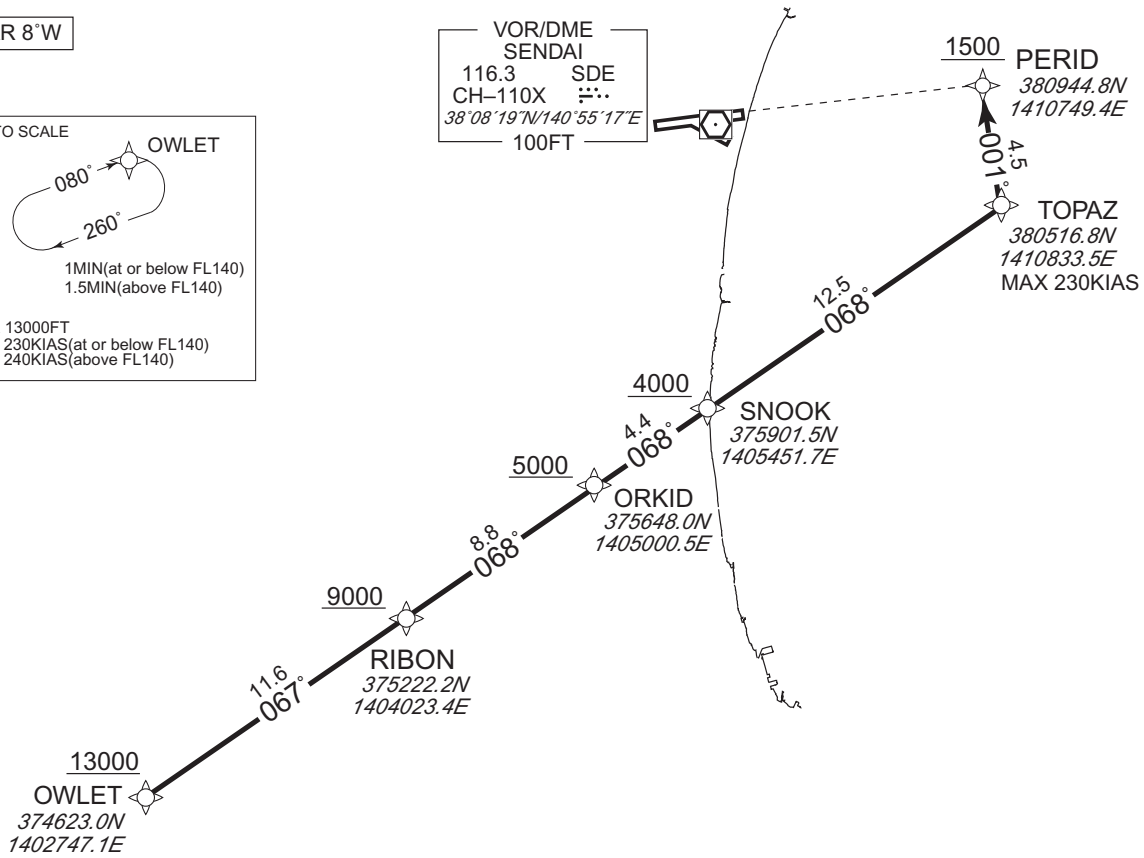 R 8°W
VOR/DME
SENDAI
116.3 SDE
CH–110X
38°08′19″N/140°55′17″E
100FT
1500
PERID
380944.8N
1410749.4E
4.5
001°
TOPAZ
380516.8N
1410833.5E
MAX 230KIAS
TO SCALE
OWLET
080°
260°
1MIN(at or below FL140)
1.5MIN(above FL140)
13000FT
230KIAS(at or below FL140)
240KIAS(above FL140)
12.5
068°
4000
SNOOK
375901.5N
1405451.7E
4.4
068°
5000
ORKID
375648.0N
1405000.5E
8.8
068°
9000
RIBON
375222.2N
1404023.4E
11.6
067°
13000
OWLET
374623.0N
1402747.1E